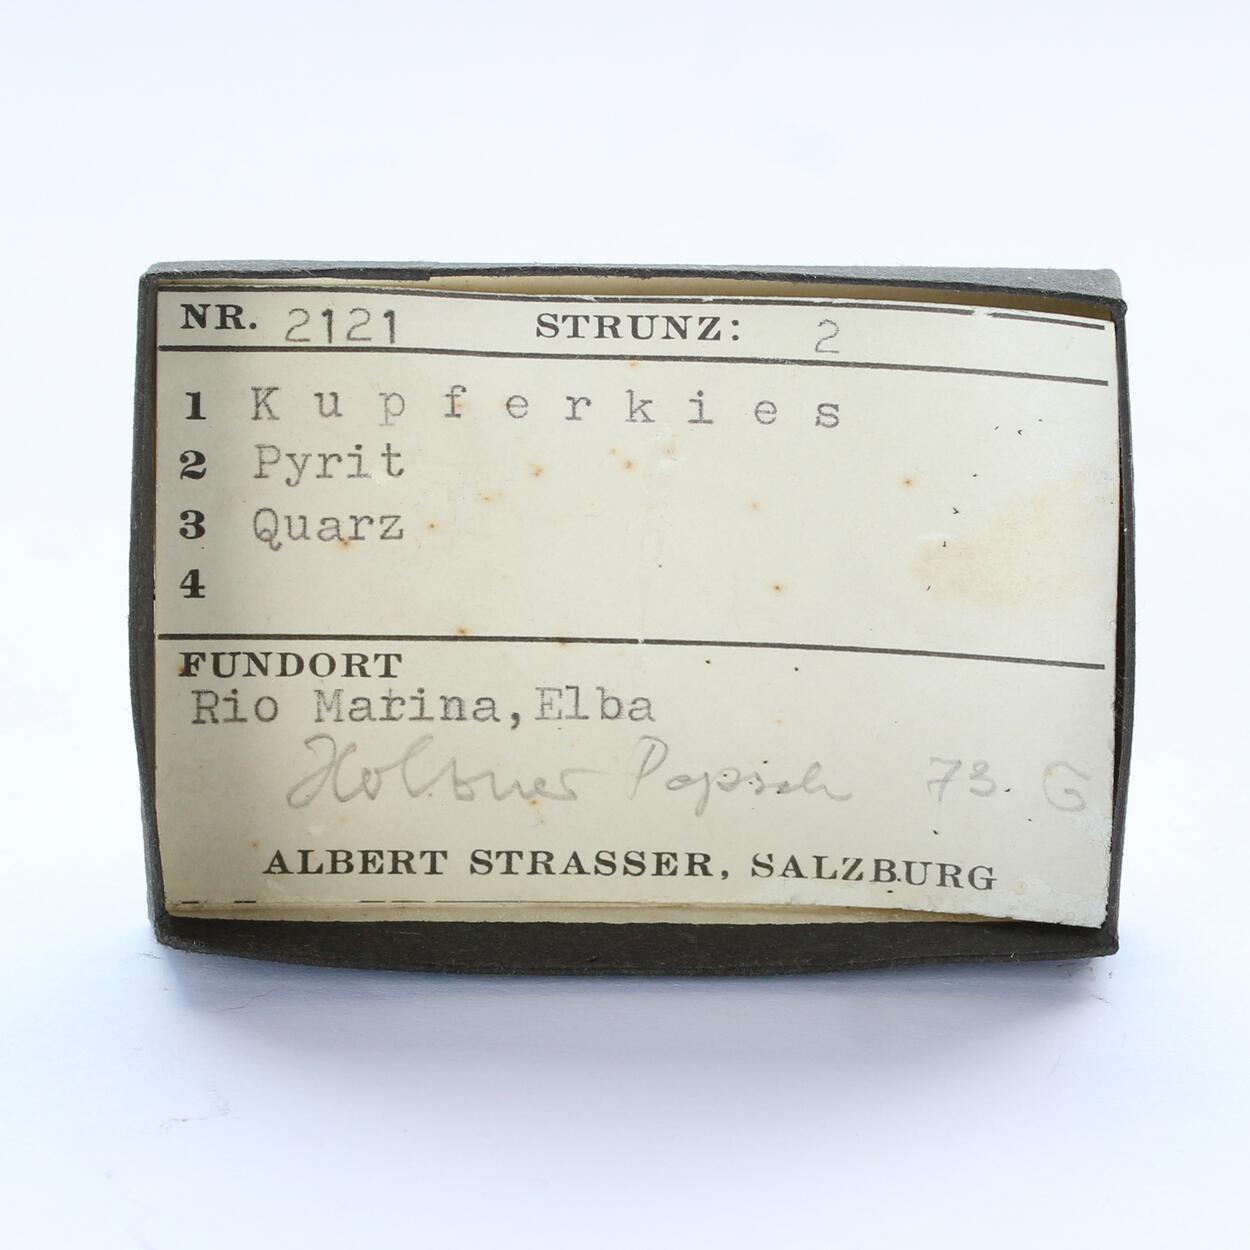 NR. 2121 STRUNZ: 2
1 Kupferkies
2 Pyrit
3 Quarz
4
FUNDORT
Rio Marina, Elba
Papsch 73. G
ALBERT STRASSER, SALZBURG